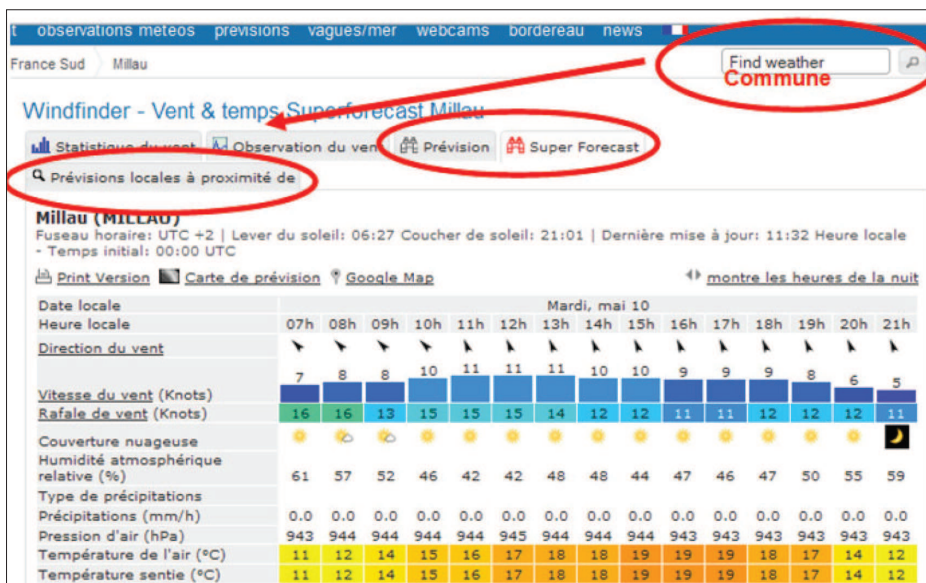 t observations meteos prévisions vagues/mer webcams bordereau news
France Sud Millau Find weather
Commune
Windfinder - Vent & temps Superforecast Millau
Statistique du vent Observation du vent Prévision Super Forecast
Prévisions locales à proximité de
Millau (MILLAU)
Fuseau horaire: UTC +2 | Lever du soleil: 06:27 Coucher de soleil: 21:01 | Dernière mise à jour: 11:32 Heure locale
- Temps initial: 00:00 UTC
Print Version Carte de prévision Google Map montre les heures de la nuit
Date locale Mardi, mai 10
Heure locale 07h 08h 09h 10h 11h 12h 13h 14h 15h 16h 17h 18h 19h 20h 21h
Direction du vent
Vitesse du vent (Knots) 7 8 8 10 11 11 11 10 10 9 9 9 8 6 5
Rafale de vent (Knots) 16 16 13 15 15 15 14 12 12 11 11 12 12 12 11
Couverture nuageuse
Humidité atmosphérique
relative (%) 61 57 52 46 42 42 48 48 44 47 46 47 50 55 59
Type de précipitations
Précipitations (mm/h) 0.0 0.0 0.0 0.0 0.0 0.0 0.0 0.0 0.0 0.0 0.0 0.0 0.0 0.0 0.0
Pression d'air (hPa) 943 944 944 944 944 945 944 944 944 943 943 943 943 943 943
Température de l'air (°C) 11 12 14 15 16 17 18 18 19 19 19 18 17 14 12
Température sentie (°C) 11 12 14 15 16 17 18 18 19 19 19 18 17 14 12